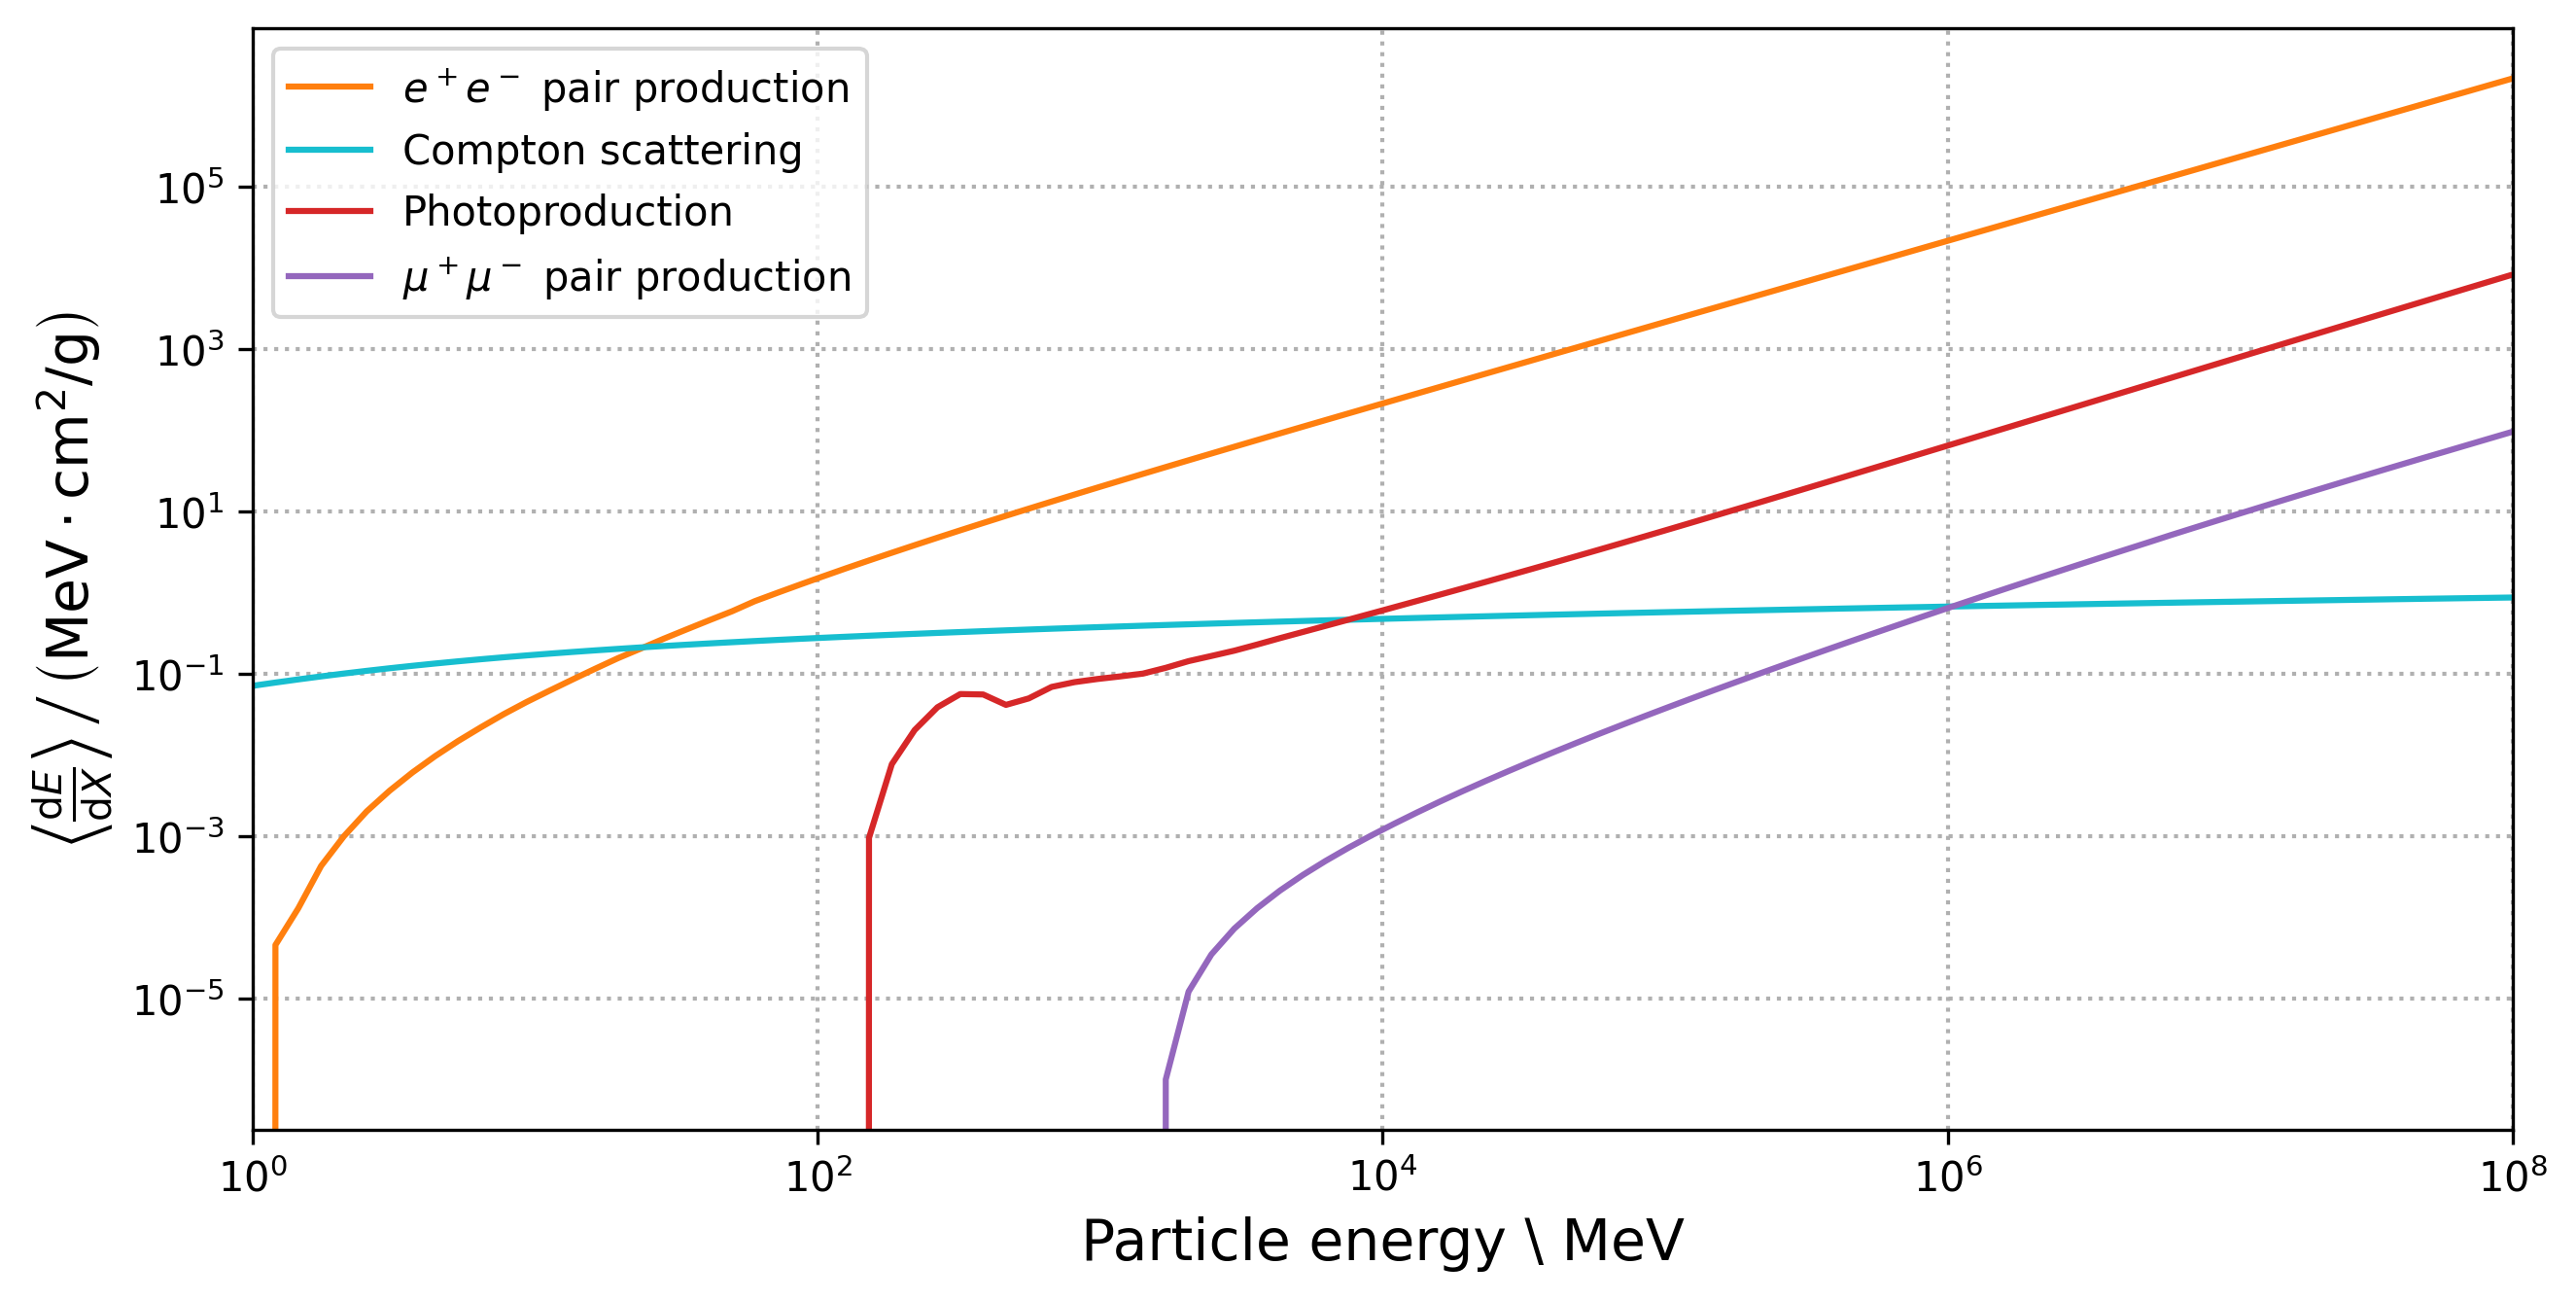 e⁺e⁻ pair production
Compton scattering
Photoproduction
μ⁺μ⁻ pair production
10⁵
10³
10¹
10⁻¹
10⁻³
10⁻⁵
⟨dE/dX⟩ / (MeV · cm²/g)
10⁰ 10² 10⁴ 10⁶ 10⁸
Particle energy \ MeV